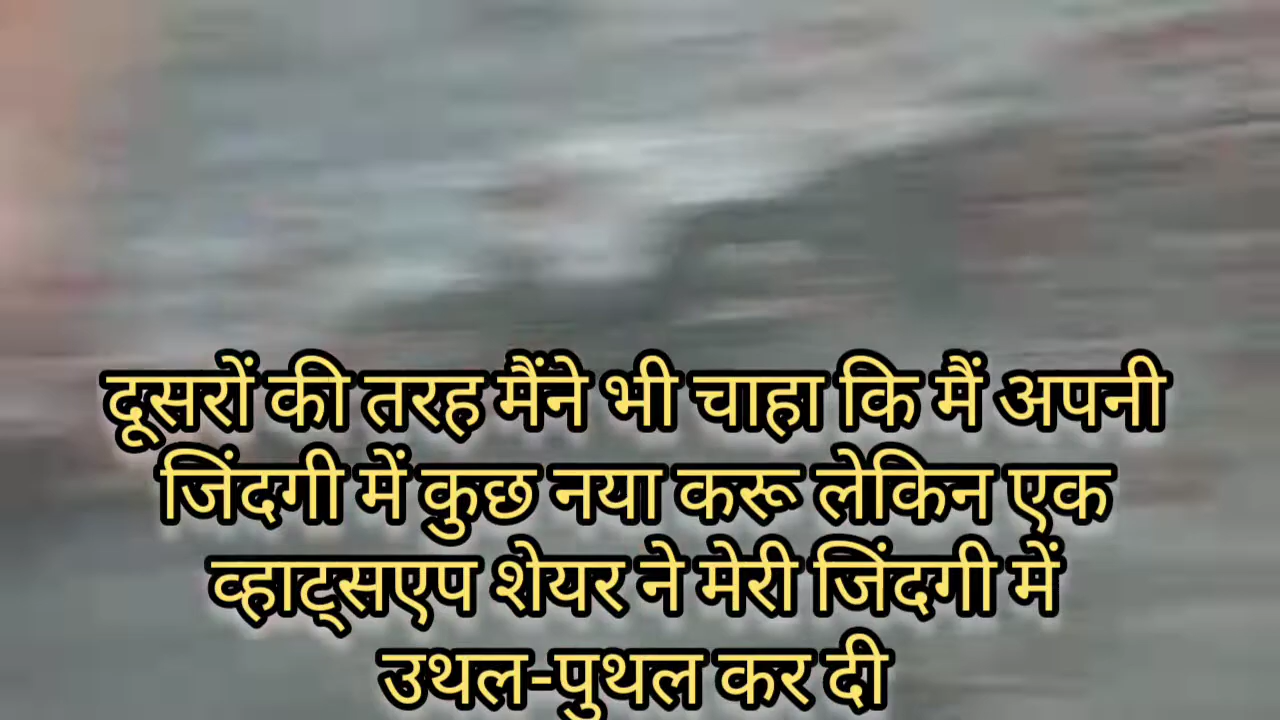 दूसरों की तरह मैंने भी चाहा कि मैं अपनी
जिंदगी में कुछ नया करू लेकिन एक
व्हाट्सएप शेयर ने मेरी जिंदगी में
उथल-पुथल कर दी